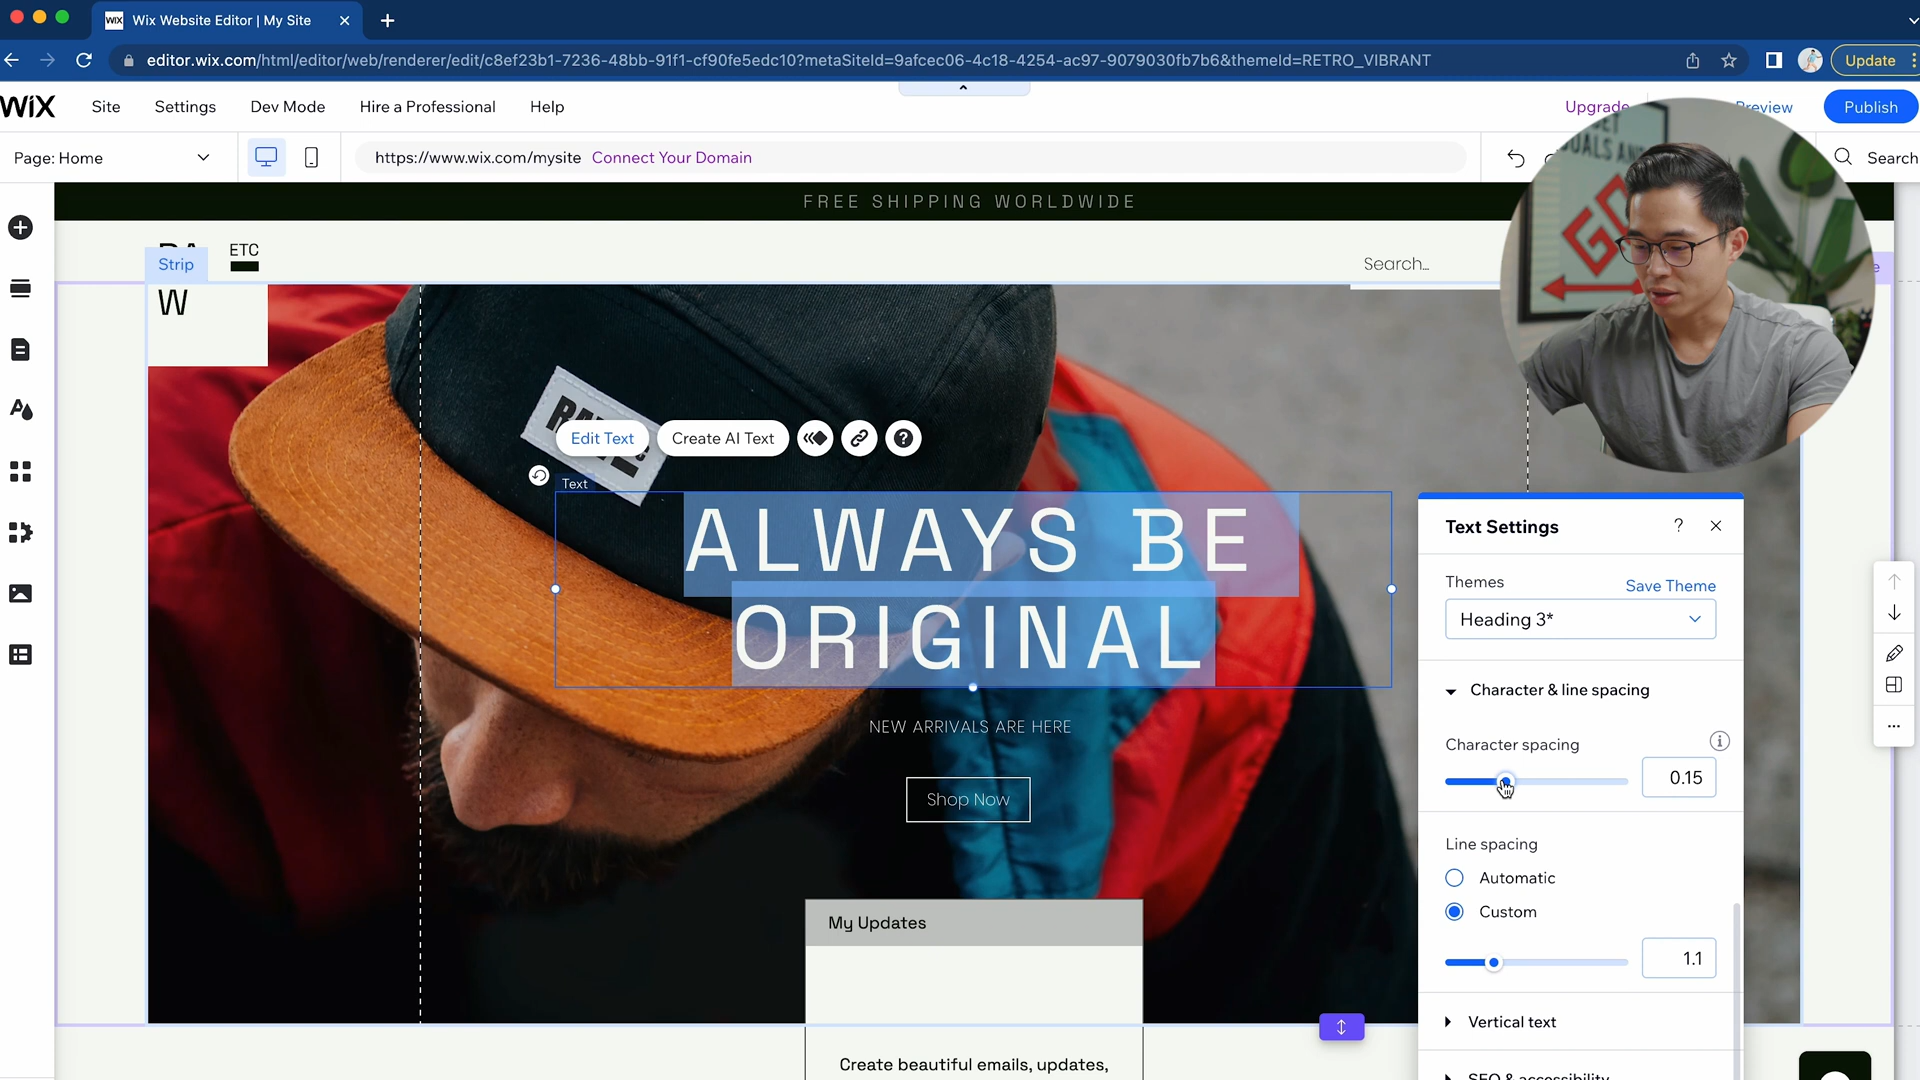 WiX Wix Website Editor | My Site
editor.wix.com/html/editor/web/renderer/edit/c8ef23b1-7236-48bb-91f1-cf90fe5edc10?metaSiteId=9afcec06-4c18-4254-ac97-9079030fb7b6&themeId=RETRO_VIBRANT
Update
WiX Site Settings Dev Mode Hire a Professional Help Upgrade Preview Publish
Page: Home https://www.wix.com/mysite Connect Your Domain Search
FREE SHIPPING WORLDWIDE
ETC
Strip
Search...
W
Edit Text Create AI Text
Text
ALWAYS BE
ORIGINAL
NEW ARRIVALS ARE HERE
Shop Now
My Updates
Create beautiful emails, updates,
Text Settings
Themes Save Theme
Heading 3*
Character & line spacing
Character spacing
0.15
Line spacing
Automatic
Custom
1.1
Vertical text
SEO & accessibility